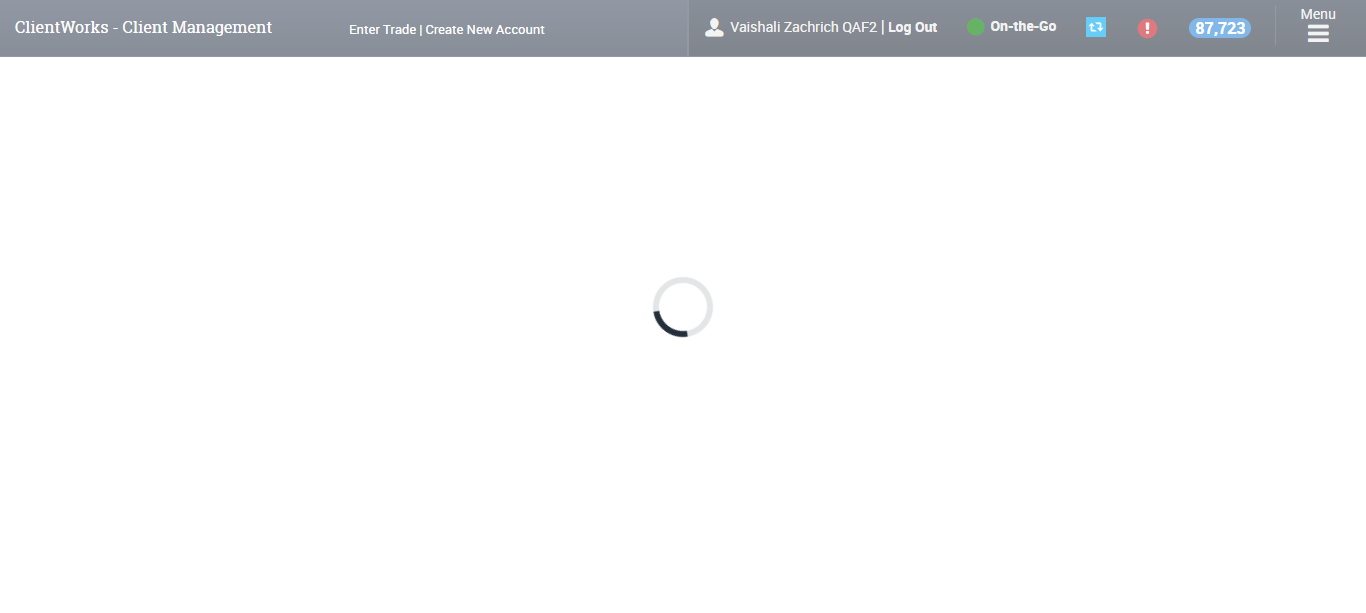 ClientWorks - Client Management
Enter Trade | Create New Account
Vaishali Zachrich QAF2 | Log Out
On-the-Go
!
87,723
Menu